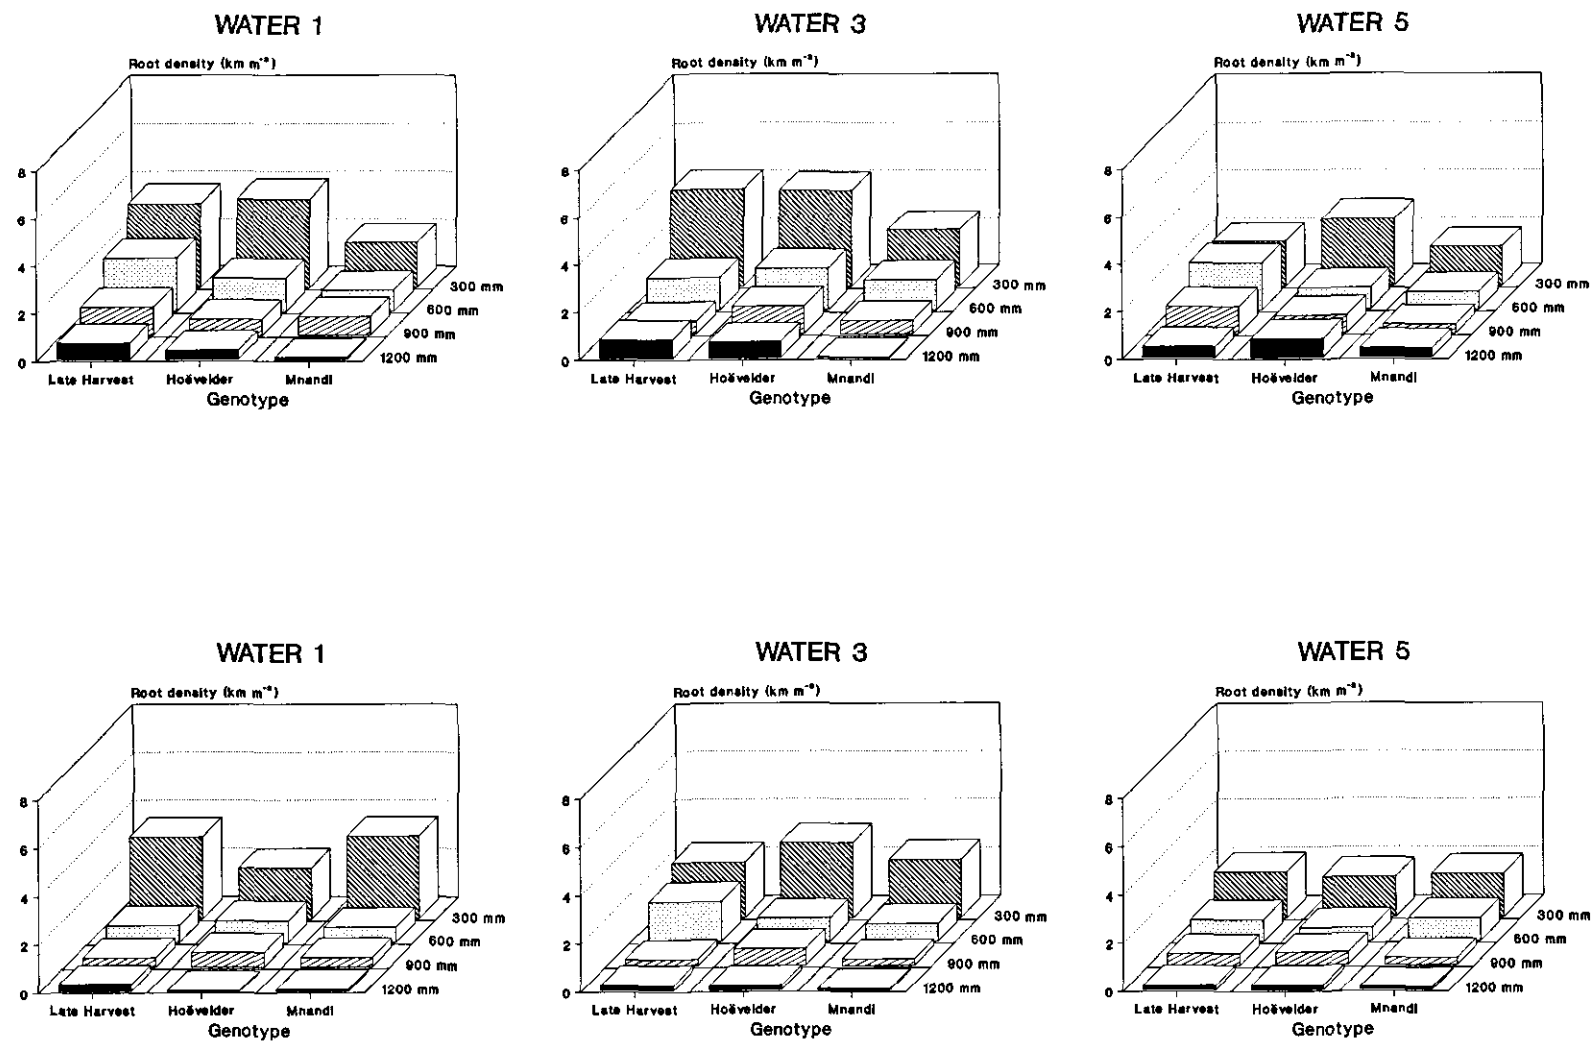 WATER 1
WATER 3
WATER 5
Root density (km m⁻³)
Root density (km m⁻³)
Root density (km m⁻³)
8
6
4
2
0
300 mm
600 mm
900 mm
1200 mm
Late Harvest Hoëvelder Mnandi
Genotype
8
6
4
2
0
300 mm
600 mm
900 mm
1200 mm
Late Harvest Hoëvelder Mnandi
Genotype
8
6
4
2
0
300 mm
600 mm
900 mm
1200 mm
Late Harvest Hoëvelder Mnandi
Genotype
WATER 1
WATER 3
WATER 5
Root density (km m⁻³)
Root density (km m⁻³)
Root density (km m⁻³)
8
6
4
2
0
300 mm
600 mm
900 mm
1200 mm
Late Harvest Hoëvelder Mnandi
Genotype
8
6
4
2
0
300 mm
600 mm
900 mm
1200 mm
Late Harvest Hoëvelder Mnandi
Genotype
8
6
4
2
0
300 mm
600 mm
900 mm
1200 mm
Late Harvest Hoëvelder Mnandi
Genotype